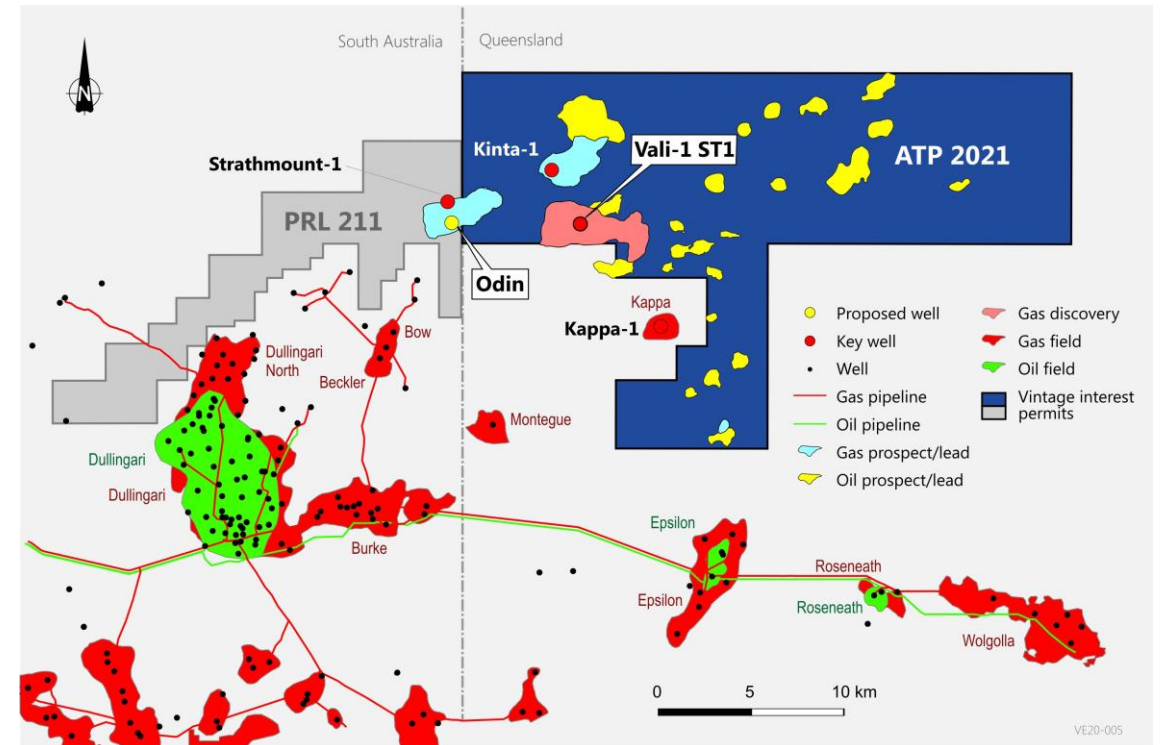 South Australia
Queensland
N
Strathmount-1
Kinta-1
Vali-1 ST1
ATP 2021
PRL 211
Odin
Kappa
Kappa-1
Bow
Dullingari
North
Beckler
Montegue
Dullingari
Dullingari
Burke
Epsilon
Epsilon
Roseneath
Roseneath
Wolgolla
Proposed well
Key well
Well
Gas pipeline
Oil pipeline
Gas prospect/lead
Oil prospect/lead
Gas discovery
Gas field
Oil field
Vintage interest
permits
0 5 10 km
VE20-005